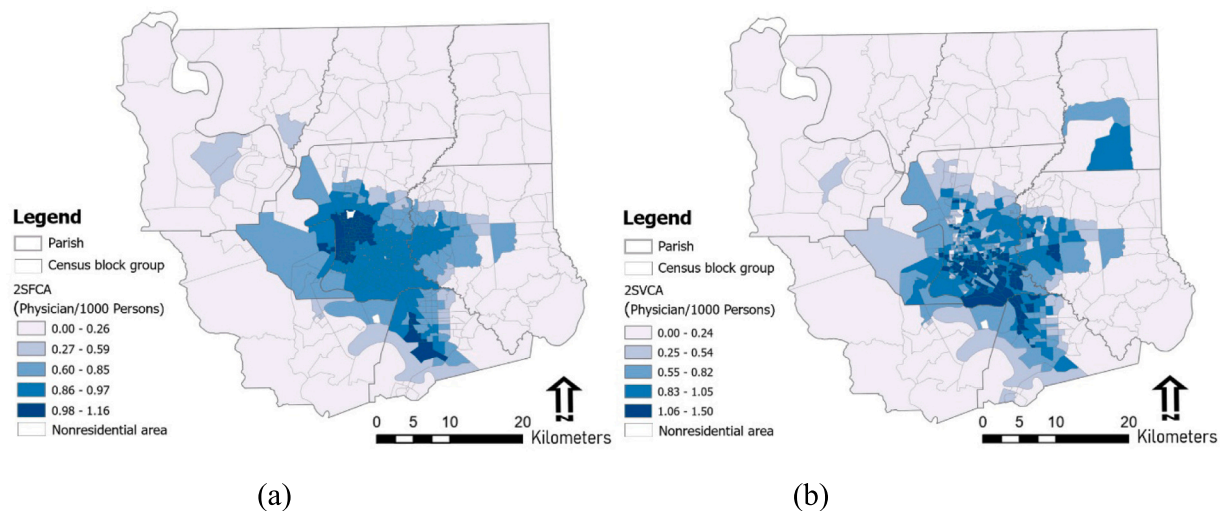 Legend
Parish
Census block group
2SFCA
(Physician/1000 Persons)
0.00 - 0.26
0.27 - 0.59
0.60 - 0.85
0.86 - 0.97
0.98 - 1.16
Nonresidential area
N
0 5 10 20
Kilometers
(a)
Legend
Parish
Census block group
2SVCA
(Physician/1000 Persons)
0.00 - 0.24
0.25 - 0.54
0.55 - 0.82
0.83 - 1.05
1.06 - 1.50
Nonresidential area
N
0 5 10 20
Kilometers
(b)